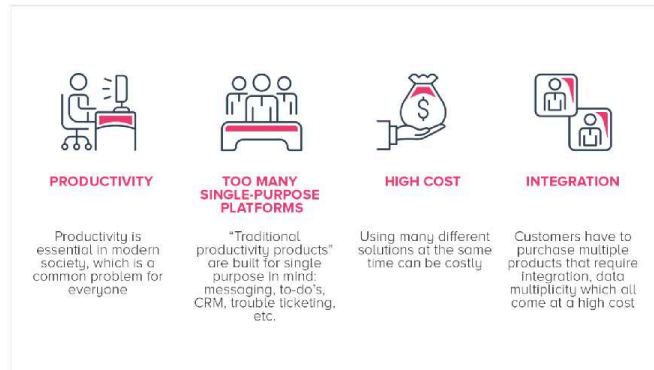 PRODUCTIVITY
Productivity is
essential in modern
society, which is a
common problem for
everyone
TOO MANY
SINGLE-PURPOSE
PLATFORMS
“Traditional
productivity products”
are built for single
purpose in mind:
messaging, to-do's,
CRM, trouble ticketing,
etc.
HIGH COST
Using many different
solutions at the same
time can be costly
INTEGRATION
Customers have to
purchase multiple
products that require
integration, data
multiplicity which all
come at a high cost
$